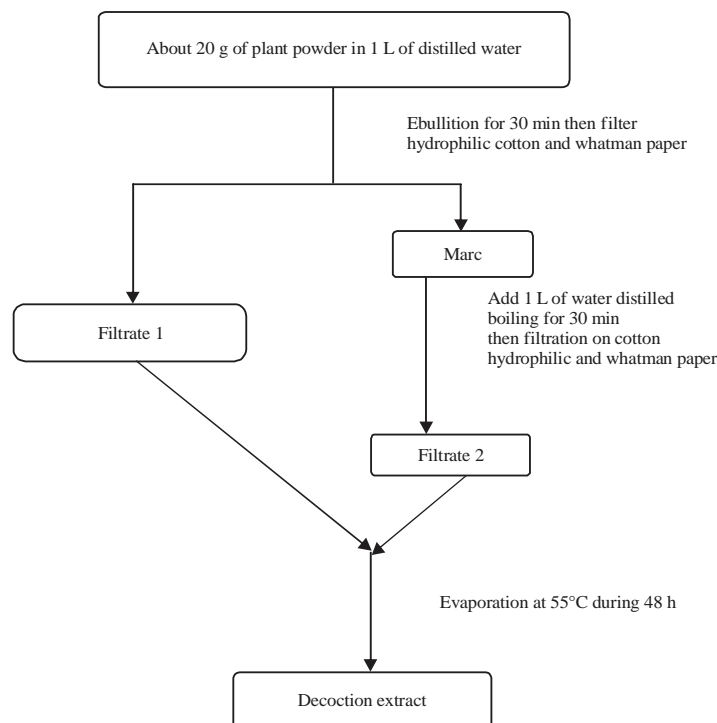 About 20 g of plant powder in 1 L of distilled water
Ebullition for 30 min then filter
hydrophilic cotton and whatman paper
Marc
Filtrate 1
Add 1 L of water distilled
boiling for 30 min
then filtration on cotton
hydrophilic and whatman paper
Filtrate 2
Evaporation at 55°C during 48 h
Decoction extract